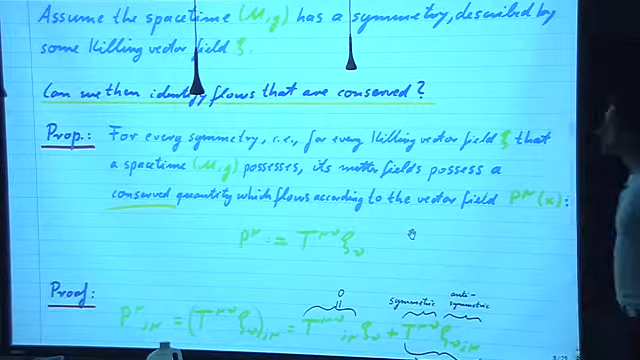 Assume the spacetime (M,g) has a symmetry, described by
some Killing vector field ξ.
Can we then identify flows that are conserved?
Prop.: For every symmetry, i.e., for every Killing vector field ξ that
a spacetime (M,g) possesses, its matter fields possess a
conserved quantity which flows according to the vector field P^μ(x):
P^μ := T^{μν} ξ_ν
0
symmetric anti-symmetric
Proof: P^μ_{;μ} = (T^{μν} ξ_ν)_{;μ} = T^{μν}_{;μ} ξ_ν + T^{μν} ξ_{ν;μ}